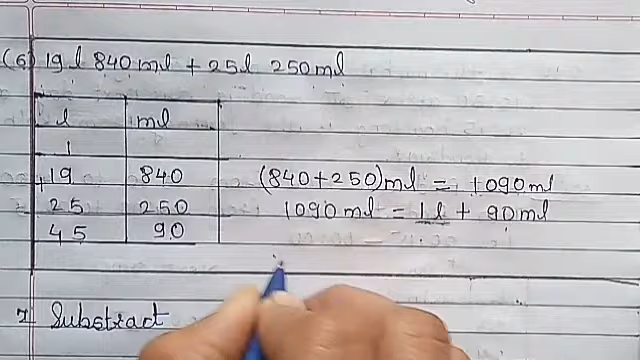 (6) 19 l 840 ml + 25 l 250 ml
l ml
1
+19 840 (840+250) ml = 1090 ml
25 250 1090 ml = 1 l + 90 ml
45 90
7 Substract